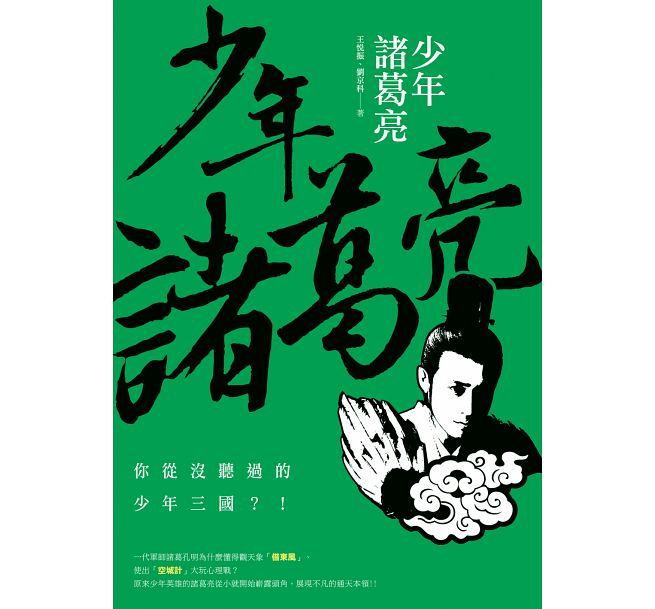 少年
諸葛亮
少年
諸葛亮
王悅振、劉京科——著
你從沒聽過的
少年三國？！
一代軍師諸葛孔明為什麼懂得觀天象「借東風」、
使出「空城計」大玩心理戰？
原來少年英雄的諸葛亮從小就開始嶄露頭角，展現不凡的通天本領!!